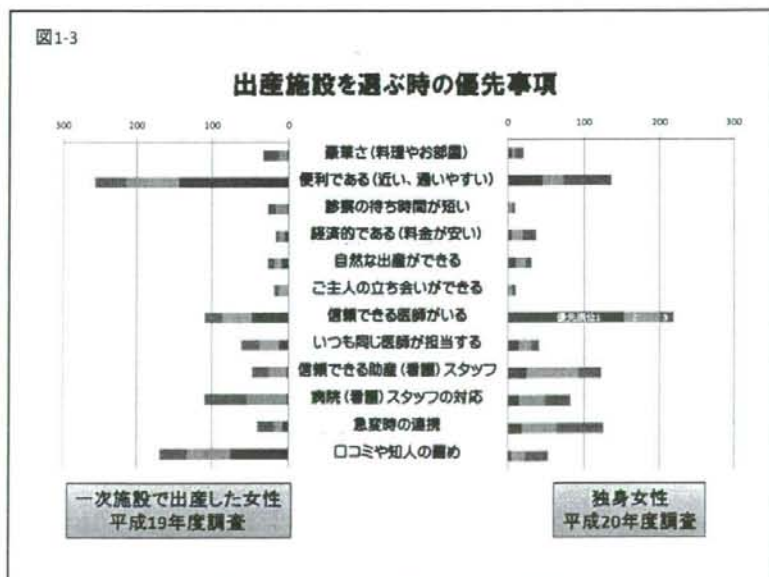 図1-3
出産施設を選ぶ時の優先事項
300 200 100 0
0 100 200 300
豪華さ(料理やお部屋)
便利である(近い、通いやすい)
診察の待ち時間が短い
経済的である(料金が安い)
自然な出産ができる
ご主人の立ち会いができる
信頼できる医師がいる
優先順位1 2 3
いつも同じ医師が担当する
信頼できる助産(看護)スタッフ
病院(看護)スタッフの対応
急変時の連携
口コミや知人の薦め
一次施設で出産した女性
平成19年度調査
独身女性
平成20年度調査